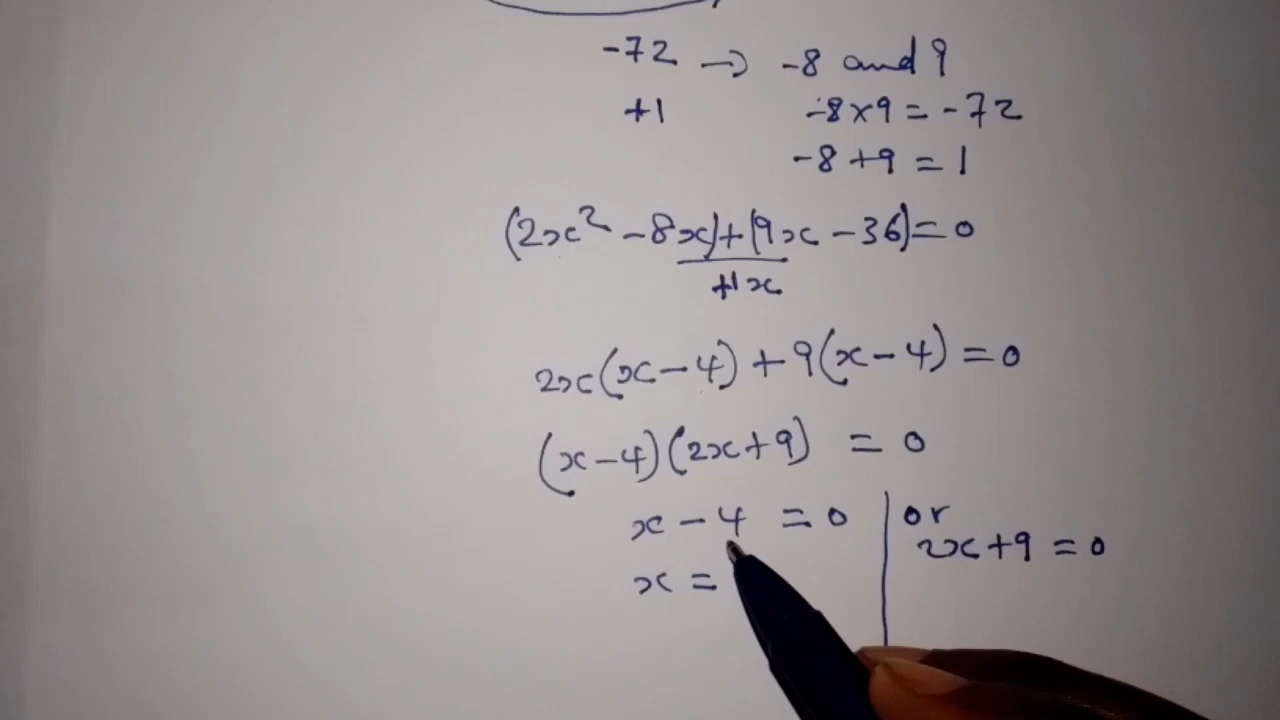 -72 → -8 and 9
+1 -8×9 = -72
-8 +9 = 1
(2x² - 8x) + (9x - 36) = 0
+1x
2x(x - 4) + 9(x - 4) = 0
(x - 4)(2x + 9) = 0
x - 4 = 0 or
2x + 9 = 0
x =